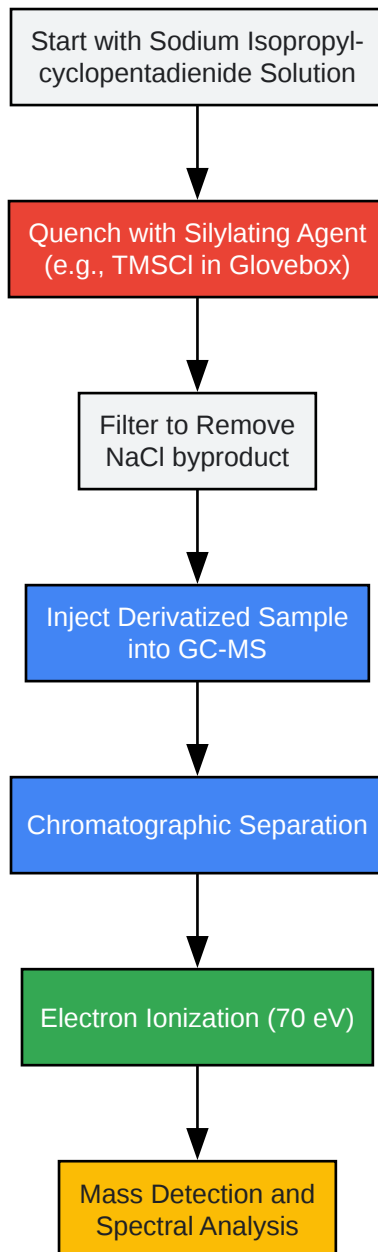 Start with Sodium Isopropyl-
cyclopentadienide Solution
Quench with Silylating Agent
(e.g., TMSCl in Glovebox)
Filter to Remove
NaCl byproduct
Inject Derivatized Sample
into GC-MS
Chromatographic Separation
Electron Ionization (70 eV)
Mass Detection and
Spectral Analysis